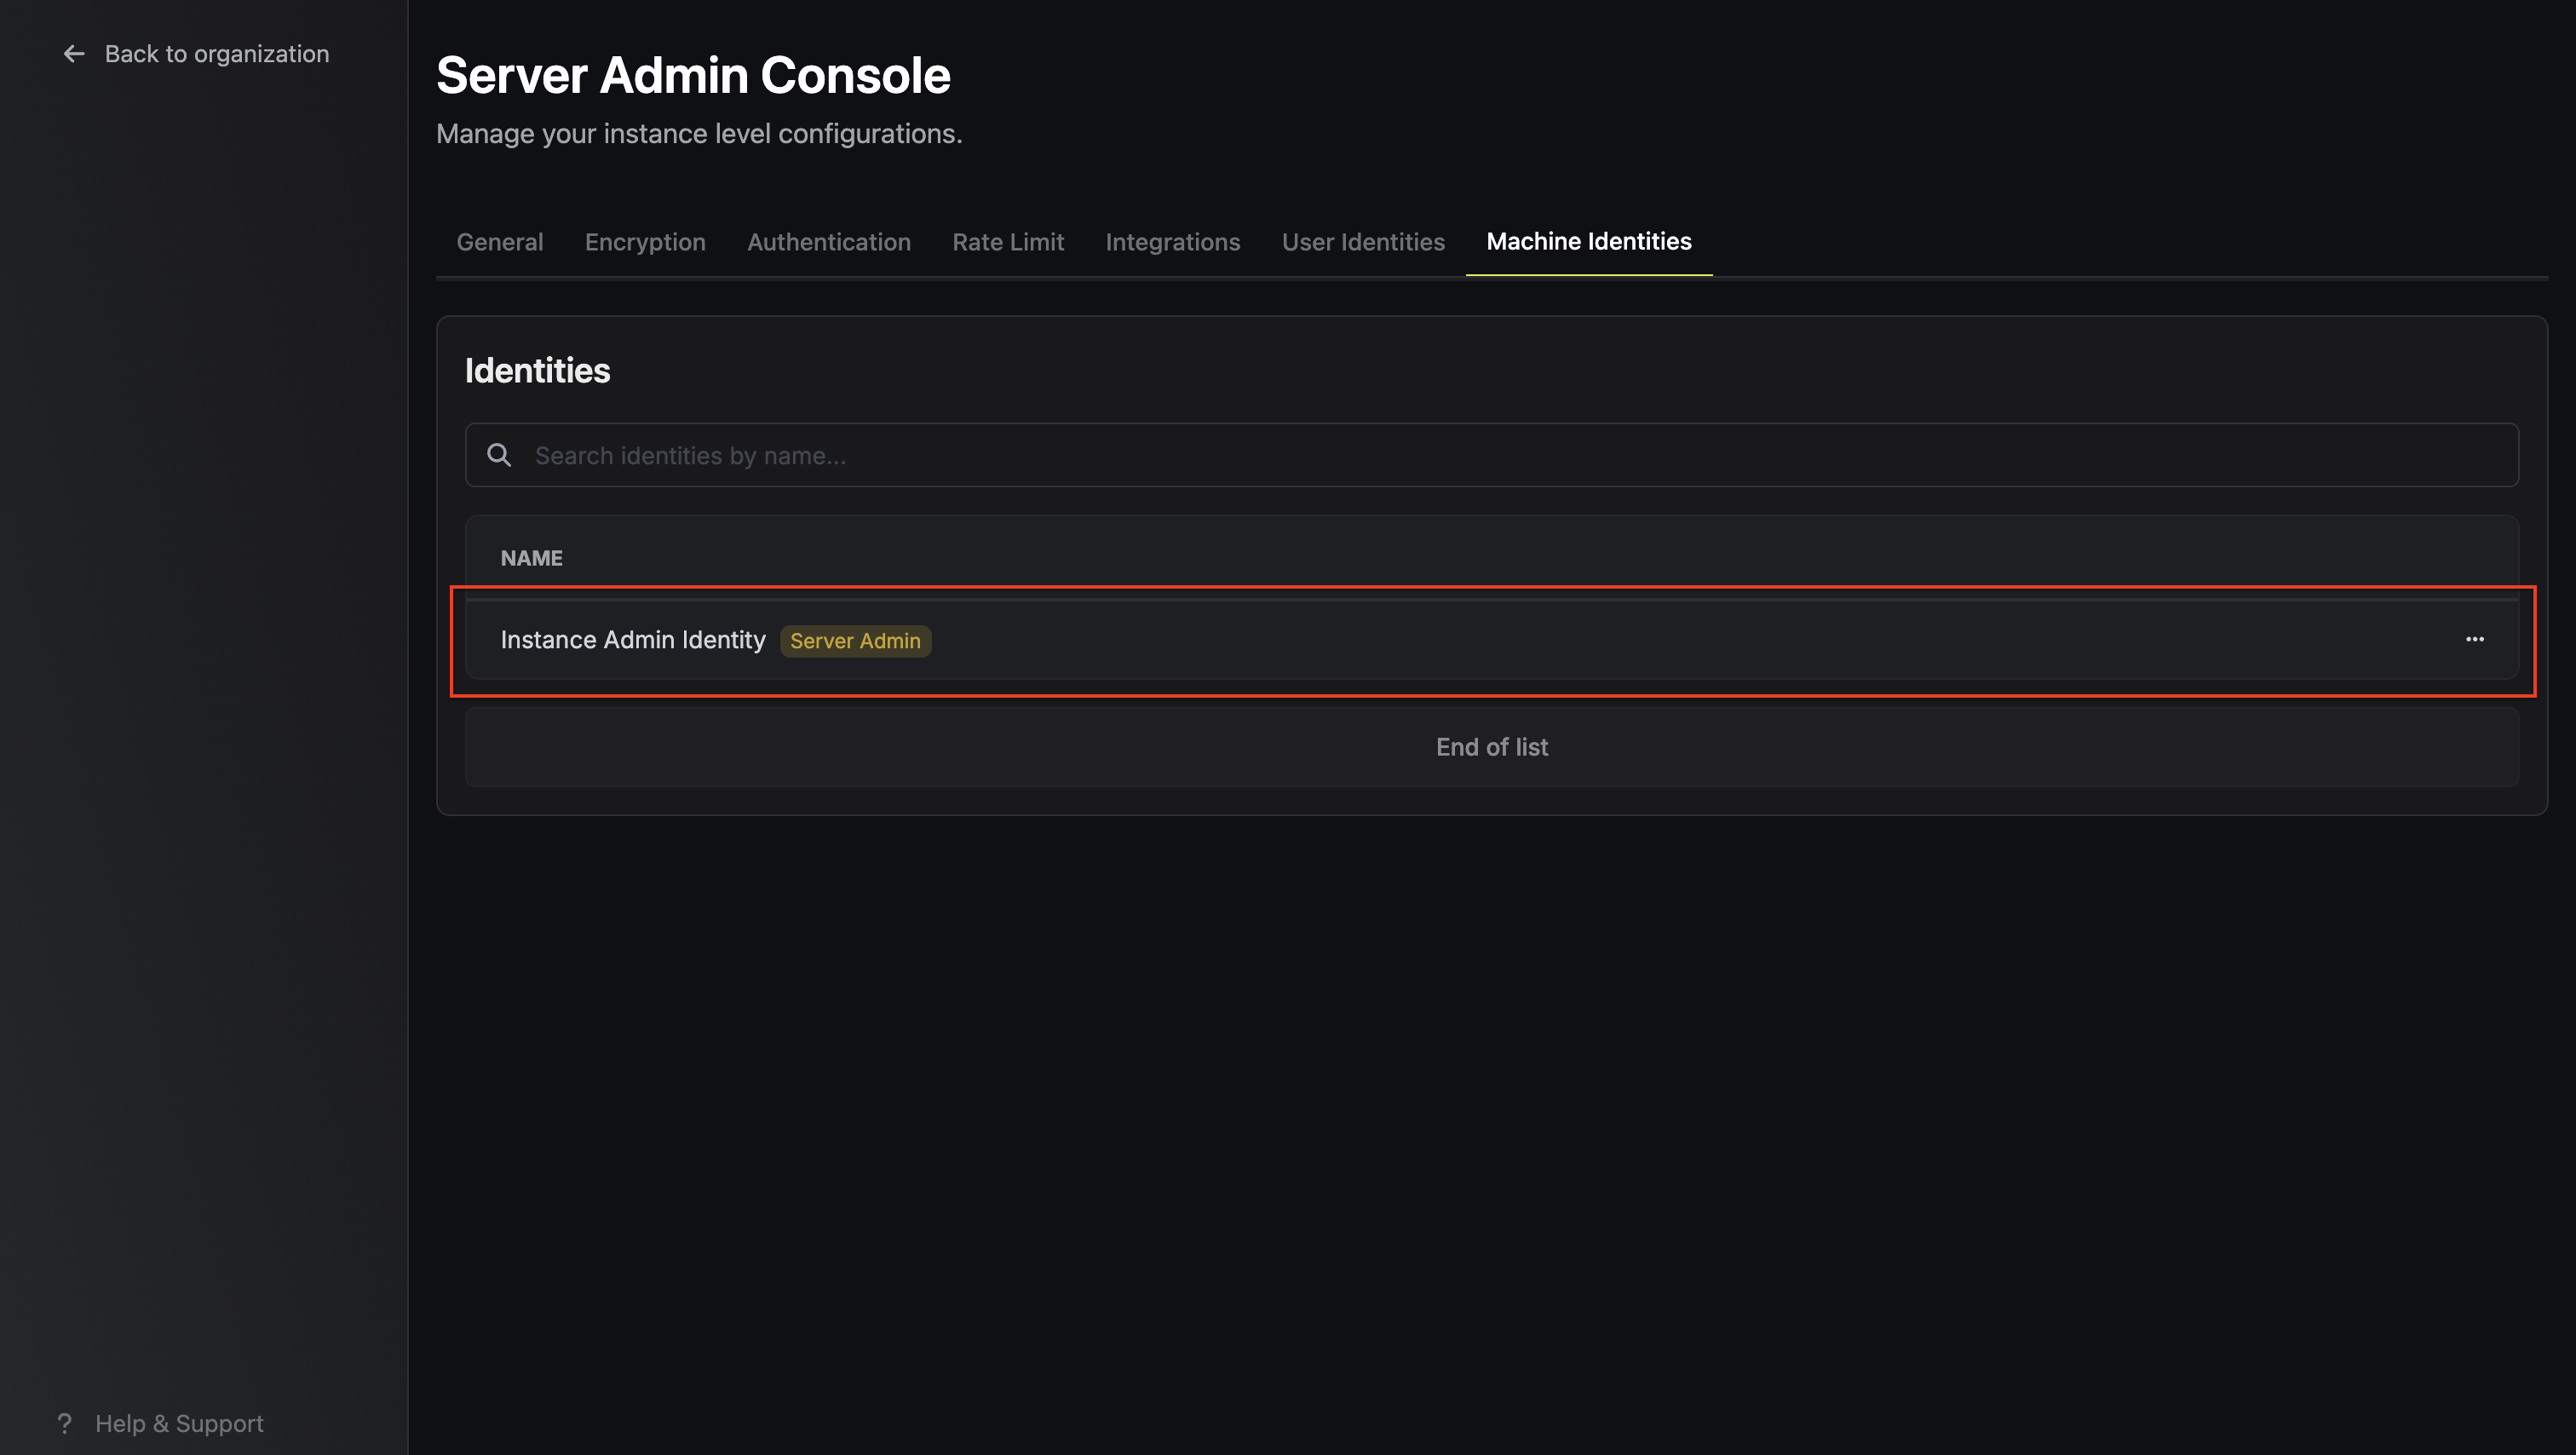 Back to organization
Server Admin Console
Manage your instance level configurations.
General Encryption Authentication Rate Limit Integrations User Identities Machine Identities
Identities
Search identities by name...
NAME
Instance Admin Identity Server Admin
End of list
? Help & Support